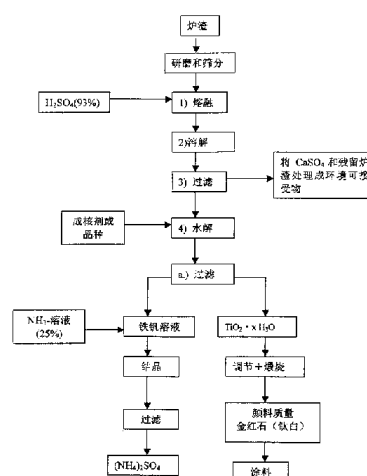 炉渣
研磨和筛分
H₂SO₄(93%)
1) 熔融
2)溶解
3) 过滤
将 CaSO₄ 和残留炉
渣处理成环境可接
受物
成核剂或
晶种
4) 水解
a.) 过滤
NH₃-溶液
(25%)
铁矾溶液
TiO₂·xH₂O
结晶
调节＋煅烧
过滤
颜料质量
金红石（钛白）
(NH₄)₂SO₄
涂料